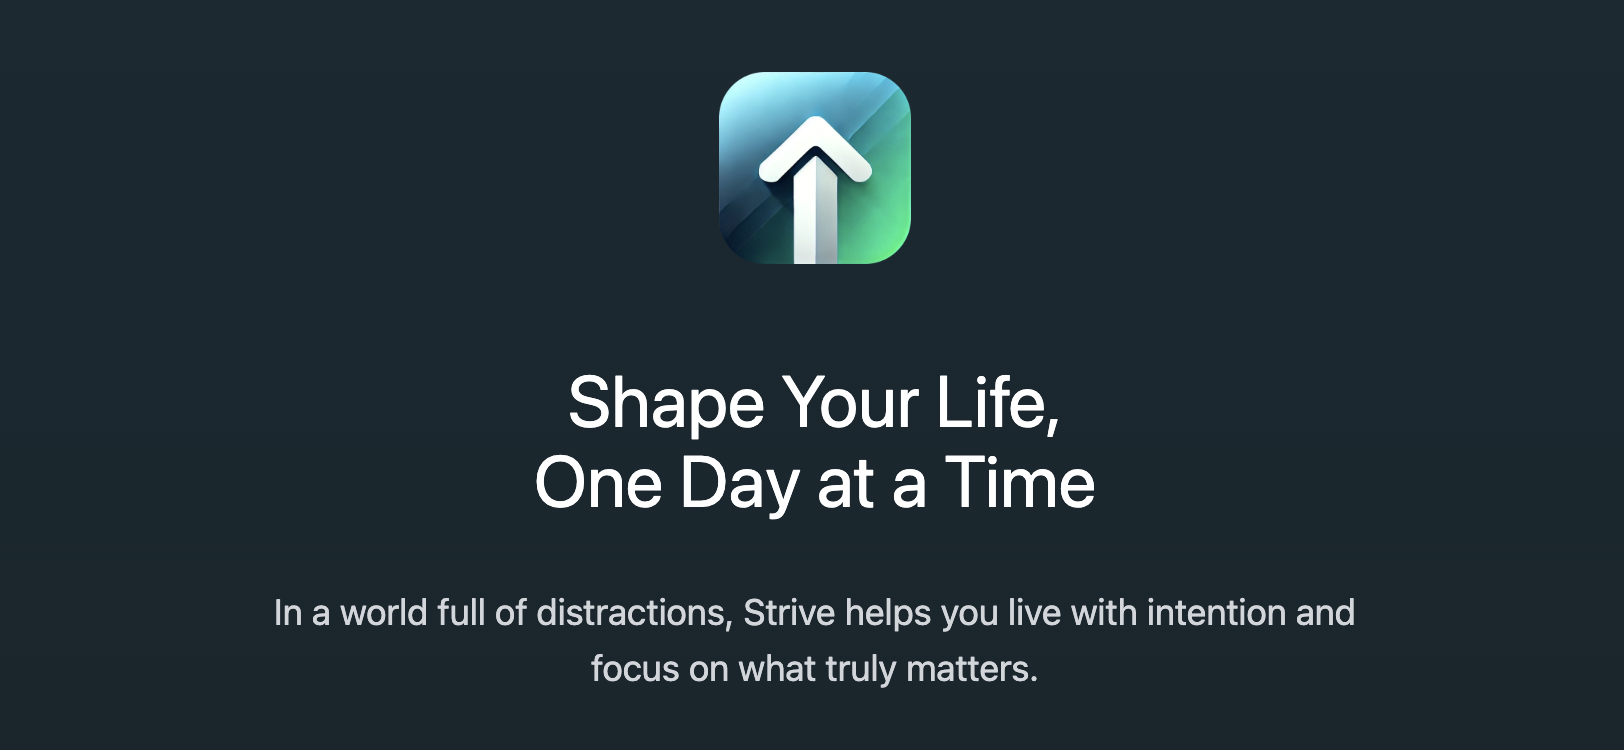 Shape Your Life,
One Day at a Time
In a world full of distractions, Strive helps you live with intention and
focus on what truly matters.